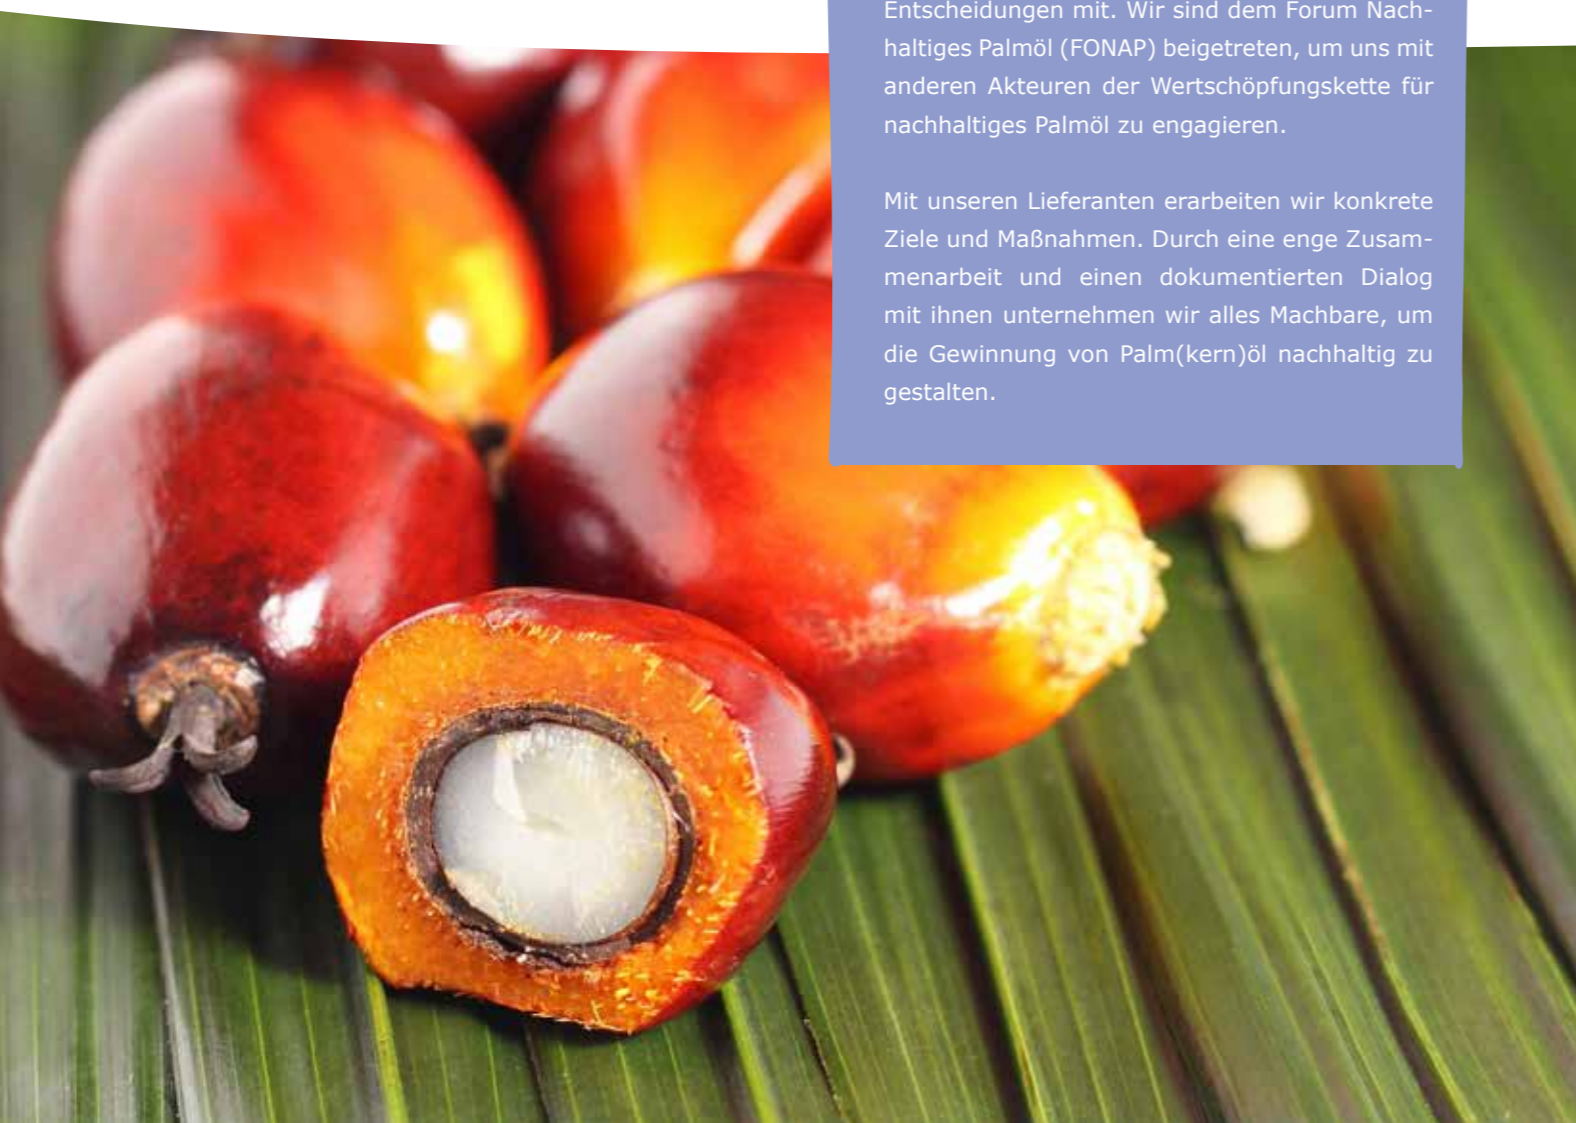 Entscheidungen mit. Wir sind dem Forum Nach-
haltiges Palmöl (FONAP) beigetreten, um uns mit
anderen Akteuren der Wertschöpfungskette für
nachhaltiges Palmöl zu engagieren.
Mit unseren Lieferanten erarbeiten wir konkrete
Ziele und Maßnahmen. Durch eine enge Zusam-
menarbeit und einen dokumentierten Dialog
mit ihnen unternehmen wir alles Machbare, um
die Gewinnung von Palm(kern)öl nachhaltig zu
gestalten.